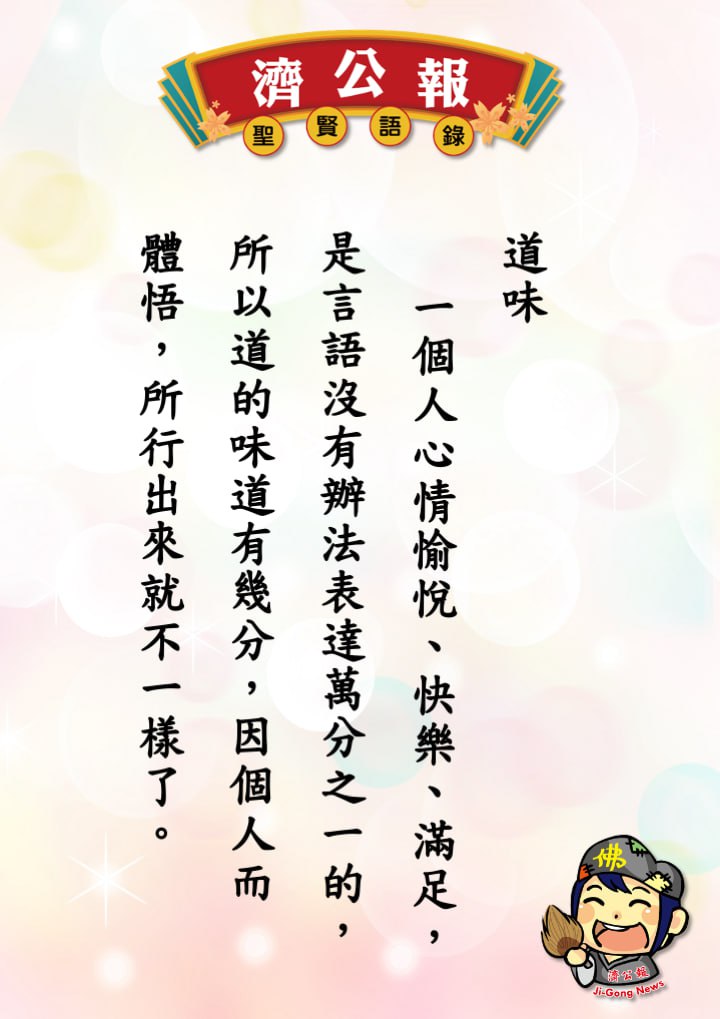 濟公報
聖賢語錄
道味
一個人心情愉悅、快樂、滿足，
是言語沒有辦法表達萬分之一的，
所以道的味道有幾分，因個人而
體悟，所行出來就不一樣了。
佛
濟公報
Ji-Gong News